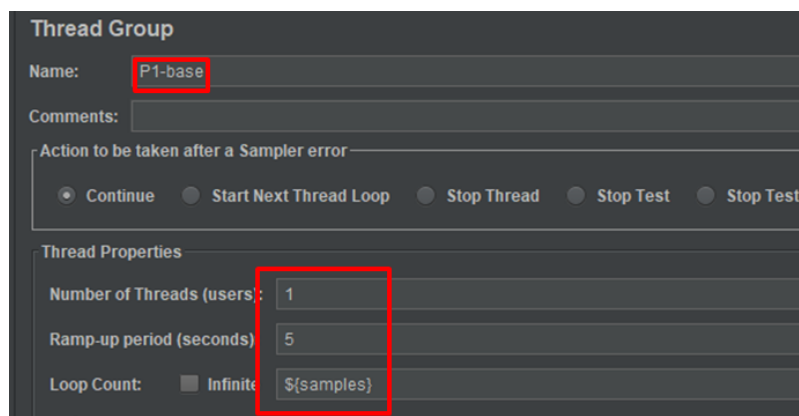 Thread Group
Name: P1-base
Comments:
Action to be taken after a Sampler error
Continue Start Next Thread Loop Stop Thread Stop Test Stop Test
Thread Properties
Number of Threads (users): 1
Ramp-up period (seconds) 5
Loop Count: Infinite ${samples}